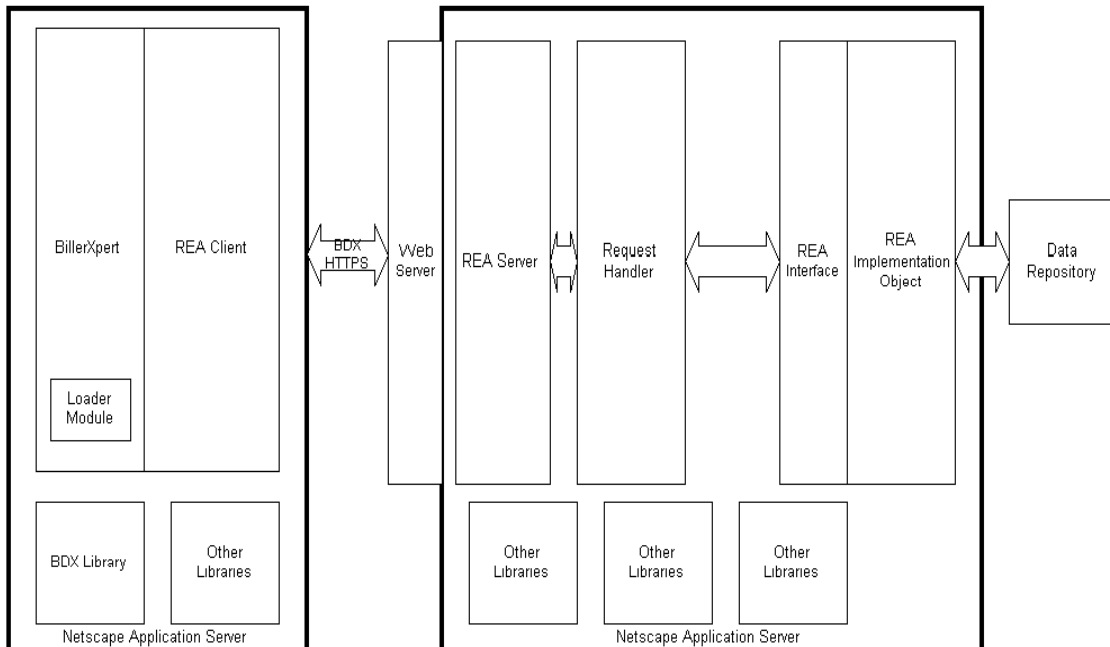 BillerXpert
REA Client
Loader
Module
BDX Library
Other
Libraries
Netscape Application Server
BDX
HTTPS
Web
Server
REA Server
Request
Handler
REA
Interface
REA
Implementation
Object
Data
Repository
Other
Libraries
Other
Libraries
Other
Libraries
Netscape Application Server